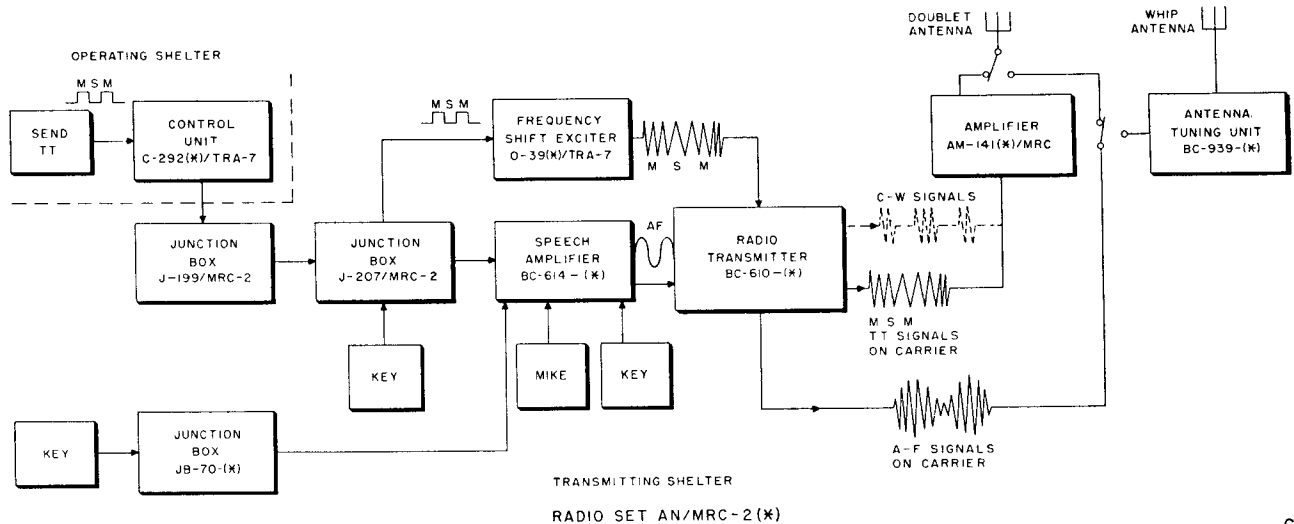 DOUBLET
ANTENNA
WHIP
ANTENNA
OPERATING SHELTER
M S M
SEND
TT
CONTROL
UNIT
C-292(*)/TRA-7
M S M
FREQUENCY
SHIFT EXCITER
O-39(*)/TRA-7
M S M
AMPLIFIER
AM-141(*)/MRC
ANTENNA
TUNING UNIT
BC-939-(*)
JUNCTION
BOX
J-199/MRC-2
JUNCTION
BOX
J-207/MRC-2
SPEECH
AMPLIFIER
BC-614-(*)
AF
RADIO
TRANSMITTER
BC-610-(*)
C-W SIGNALS
M S M
TT SIGNALS
ON CARRIER
KEY
MIKE
KEY
KEY
JUNCTION
BOX
JB-70-(*)
A-F SIGNALS
ON CARRIER
TRANSMITTING SHELTER
RADIO SET AN/MRC-2(*)